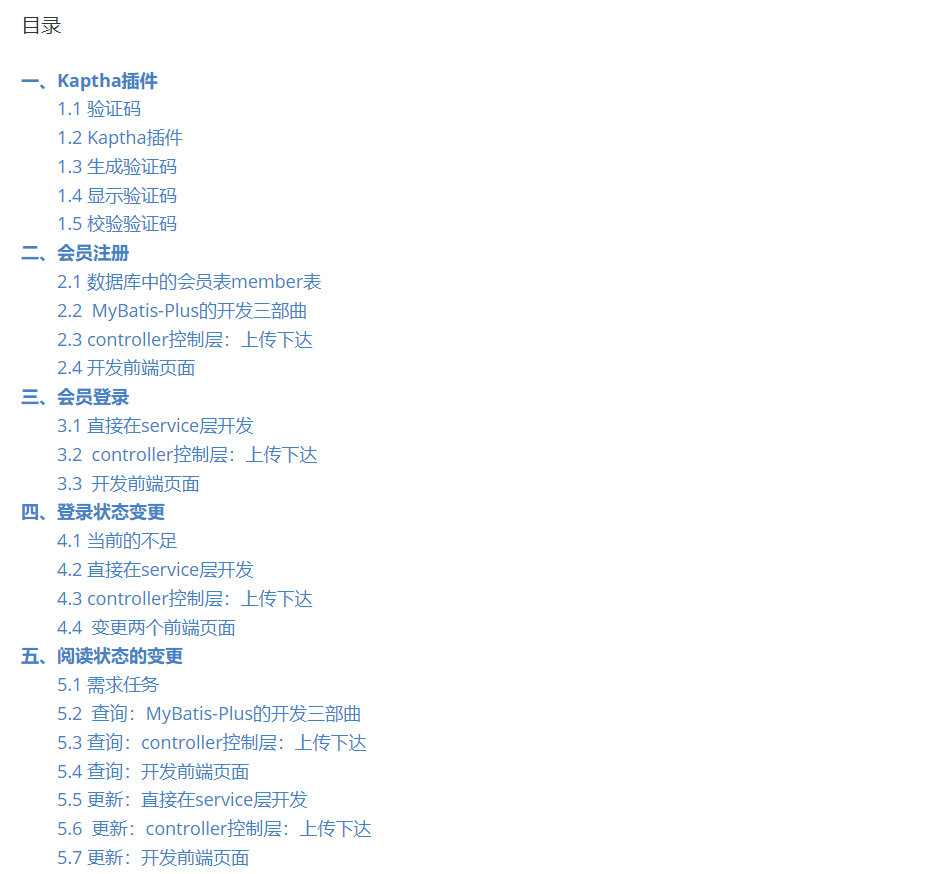 目录
一、Kaptha插件
1.1 验证码
1.2 Kaptha插件
1.3 生成验证码
1.4 显示验证码
1.5 校验验证码
二、会员注册
2.1 数据库中的会员表member表
2.2  MyBatis-Plus的开发三部曲
2.3 controller控制层：上传下达
2.4 开发前端页面
三、会员登录
3.1 直接在service层开发
3.2  controller控制层：上传下达
3.3  开发前端页面
四、登录状态变更
4.1 当前的不足
4.2 直接在service层开发
4.3 controller控制层：上传下达
4.4  变更两个前端页面
五、阅读状态的变更
5.1 需求任务
5.2  查询：MyBatis-Plus的开发三部曲
5.3 查询：controller控制层：上传下达
5.4 查询：开发前端页面
5.5 更新：直接在service层开发
5.6  更新：controller控制层：上传下达
5.7 更新：开发前端页面